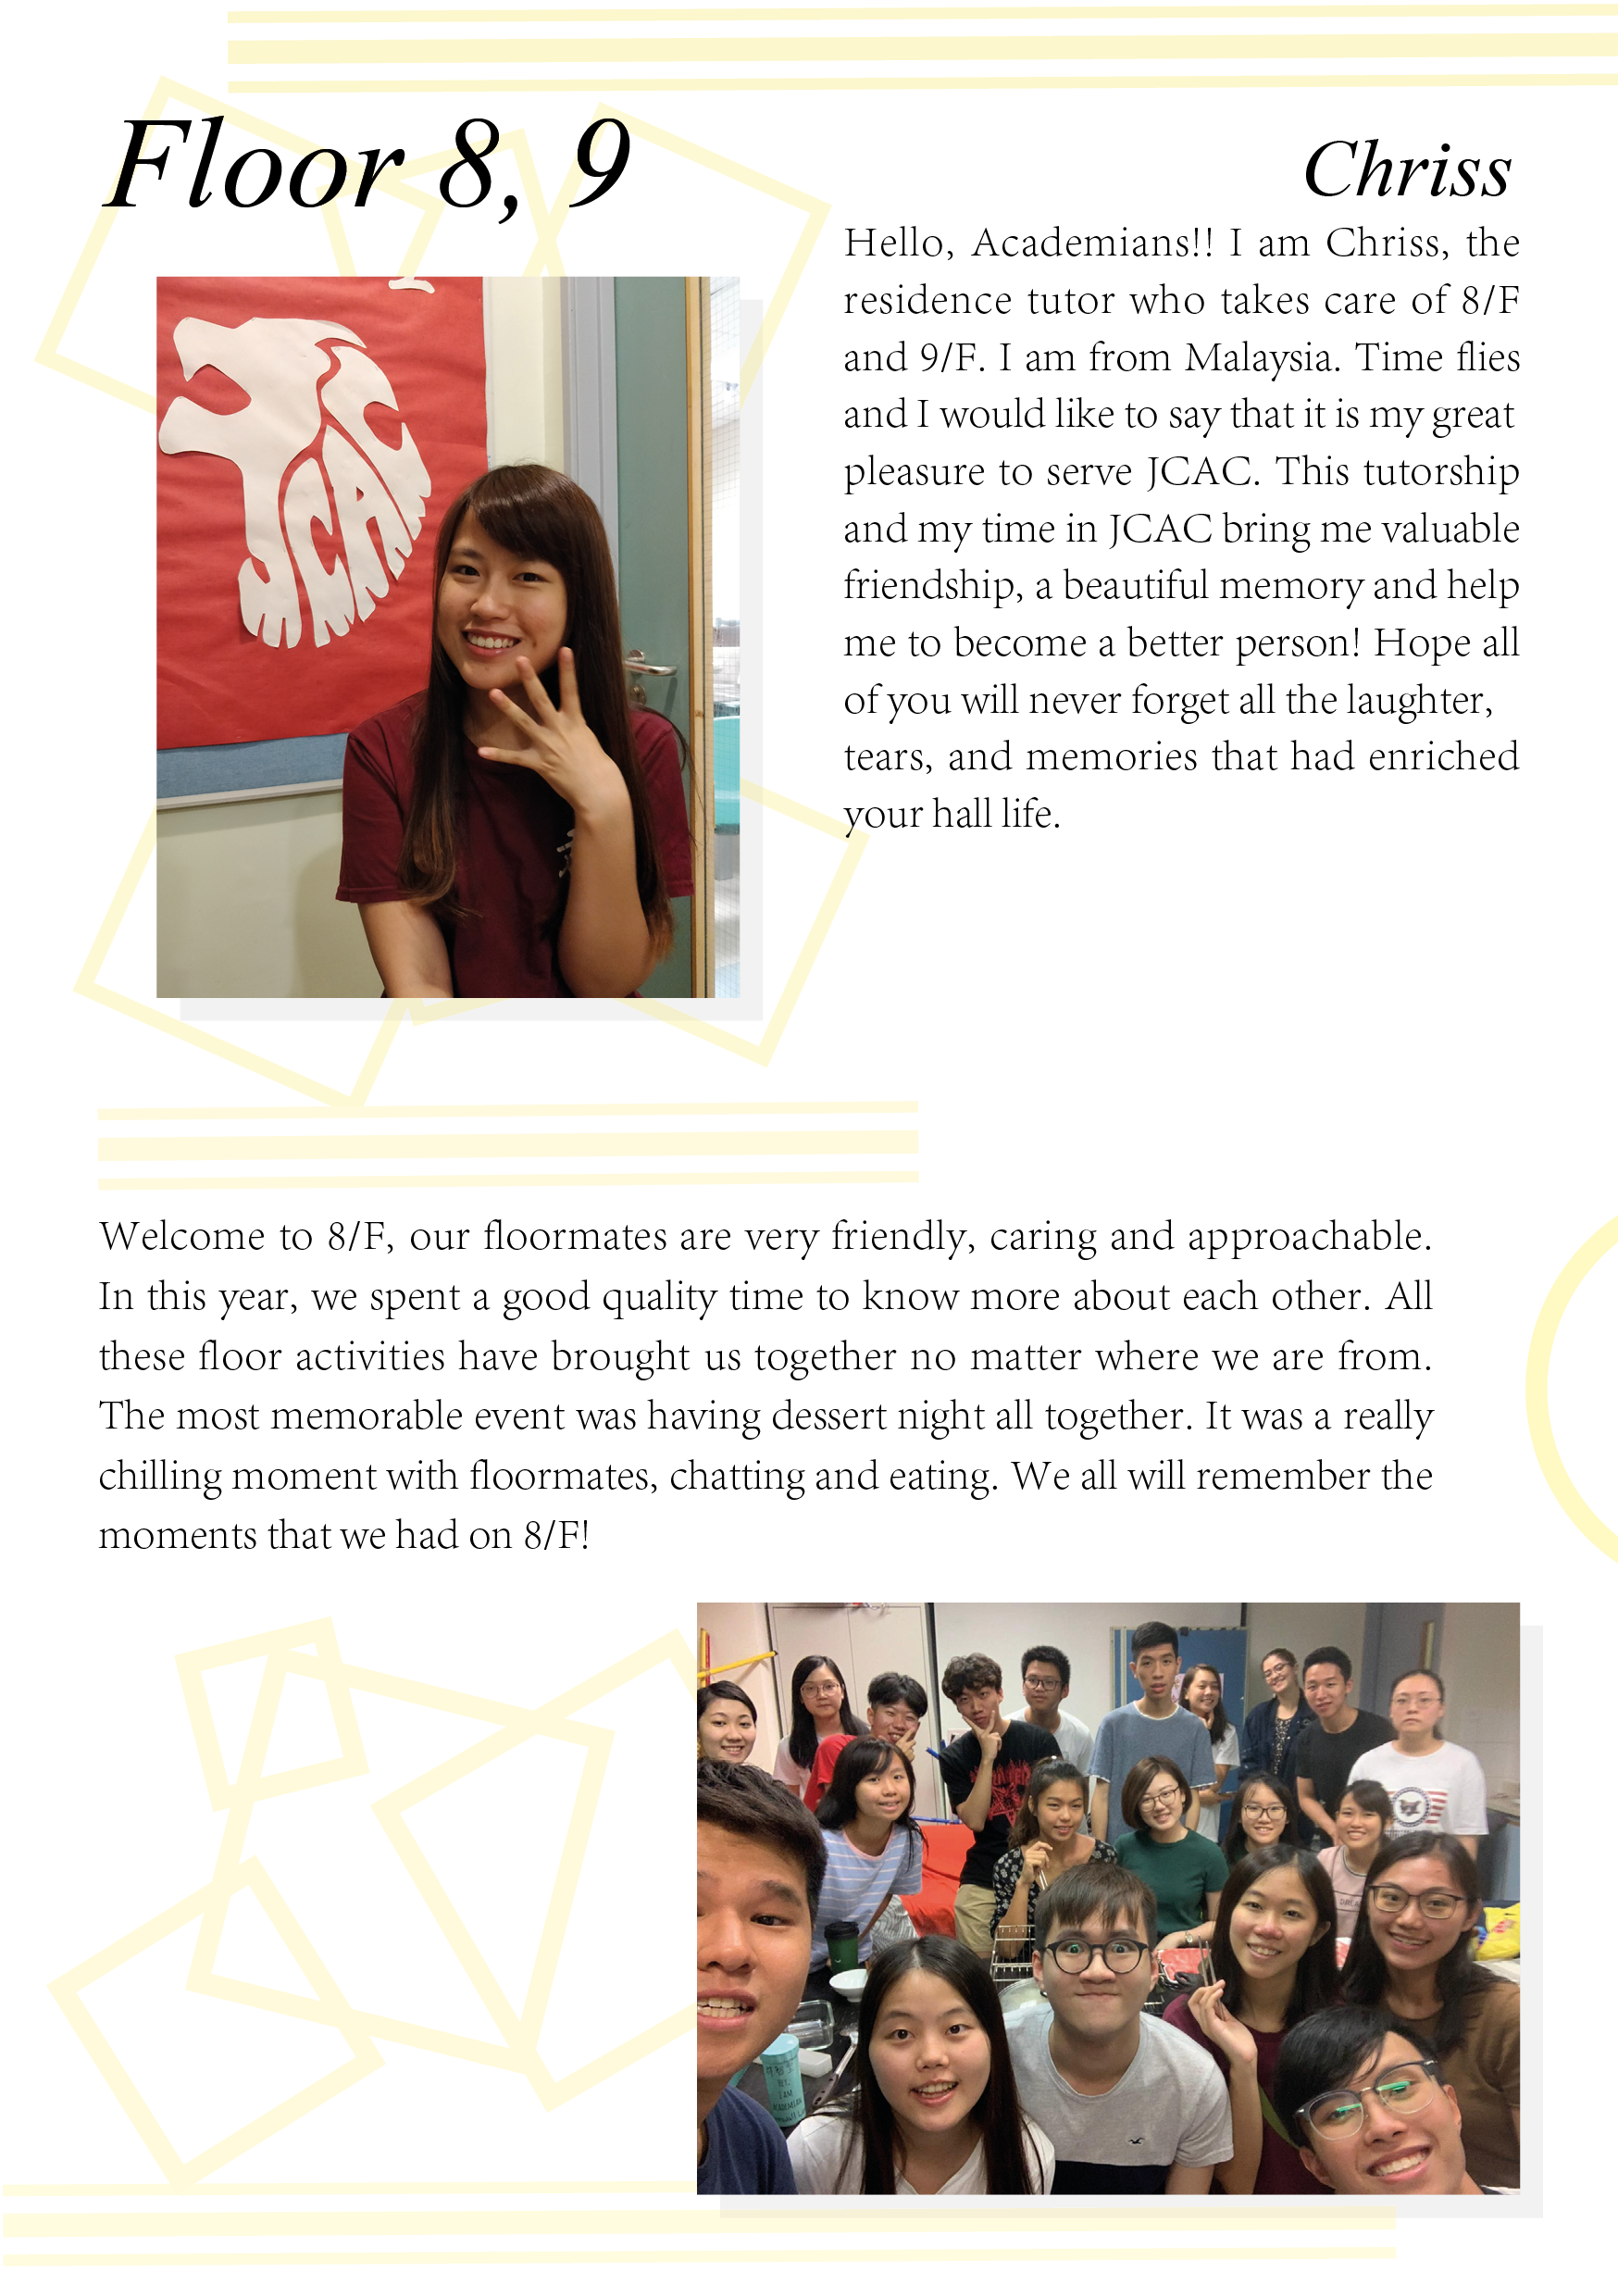 Floor 8, 9
Chriss
Hello, Academians!! I am Chriss, the
residence tutor who takes care of 8/F
and 9/F. I am from Malaysia. Time flies
and I would like to say that it is my great
pleasure to serve JCAC. This tutorship
and my time in JCAC bring me valuable
friendship, a beautiful memory and help
me to become a better person! Hope all
of you will never forget all the laughter,
tears, and memories that had enriched
your hall life.
JCAC
Welcome to 8/F, our floormates are very friendly, caring and approachable.
In this year, we spent a good quality time to know more about each other. All
these floor activities have brought us together no matter where we are from.
The most memorable event was having dessert night all together. It was a really
chilling moment with floormates, chatting and eating. We all will remember the
moments that we had on 8/F!
I AM
ACADEMIAN